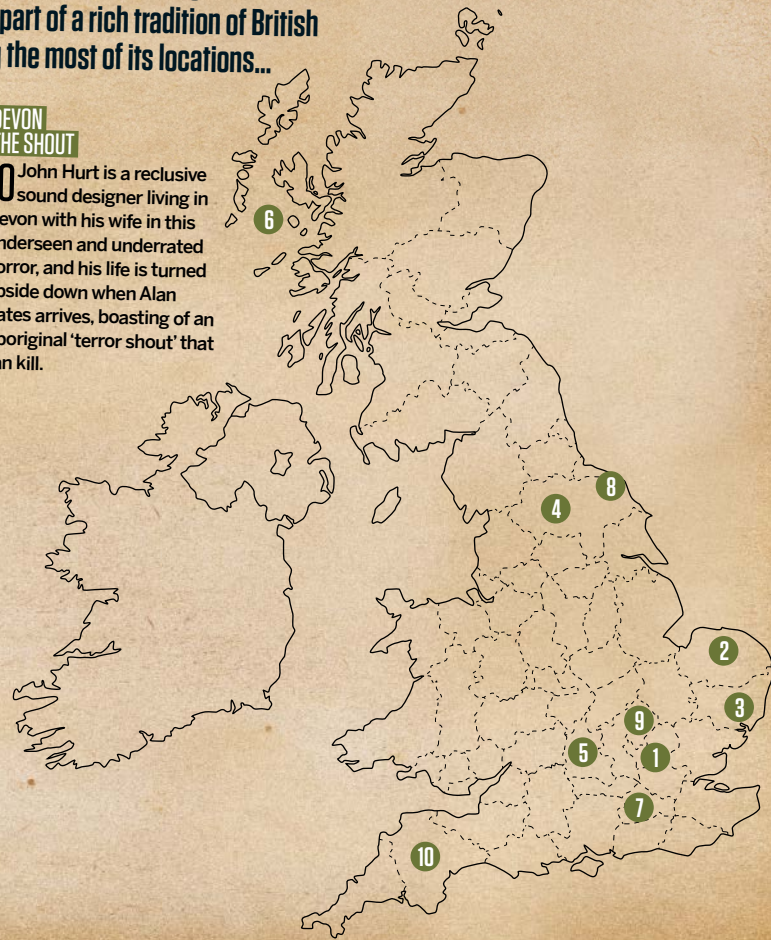 part of a rich tradition of British
the most of its locations...
DEVON
THE SHOUT
0 John Hurt is a reclusive
sound designer living in
evon with his wife in this
nderseen and underrated
orror, and his life is turned
pside down when Alan
ates arrives, boasting of an
boriginal ‘terror shout’ that
an kill.
6
8
4
2
3
9
5
1
7
10